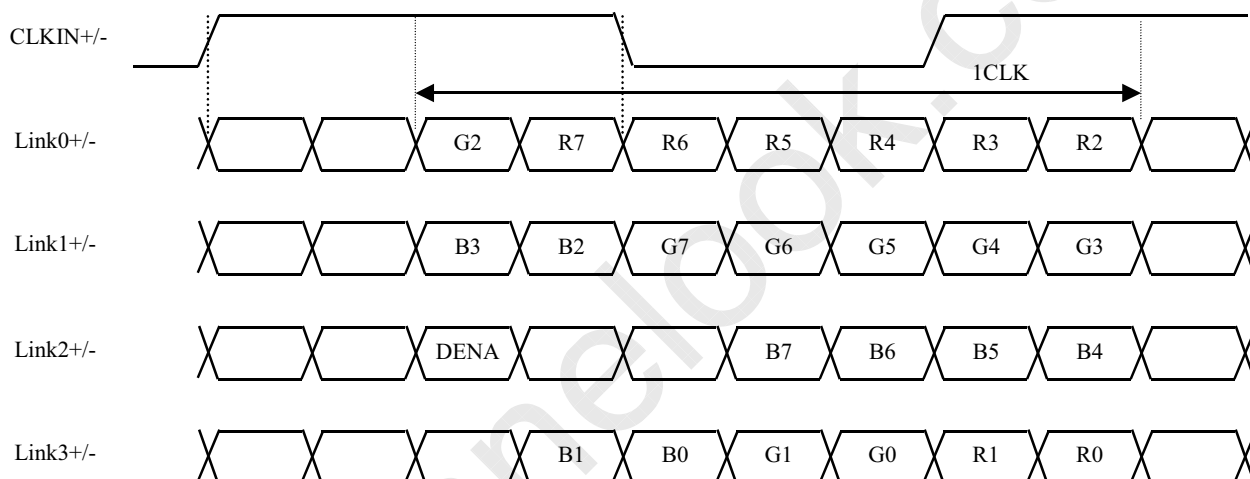 CLKIN+/-
1CLK
Link0+/- G2 R7 R6 R5 R4 R3 R2
Link1+/- B3 B2 G7 G6 G5 G4 G3
Link2+/- DENA B7 B6 B5 B4
Link3+/- B1 B0 G1 G0 R1 R0
nelook.c